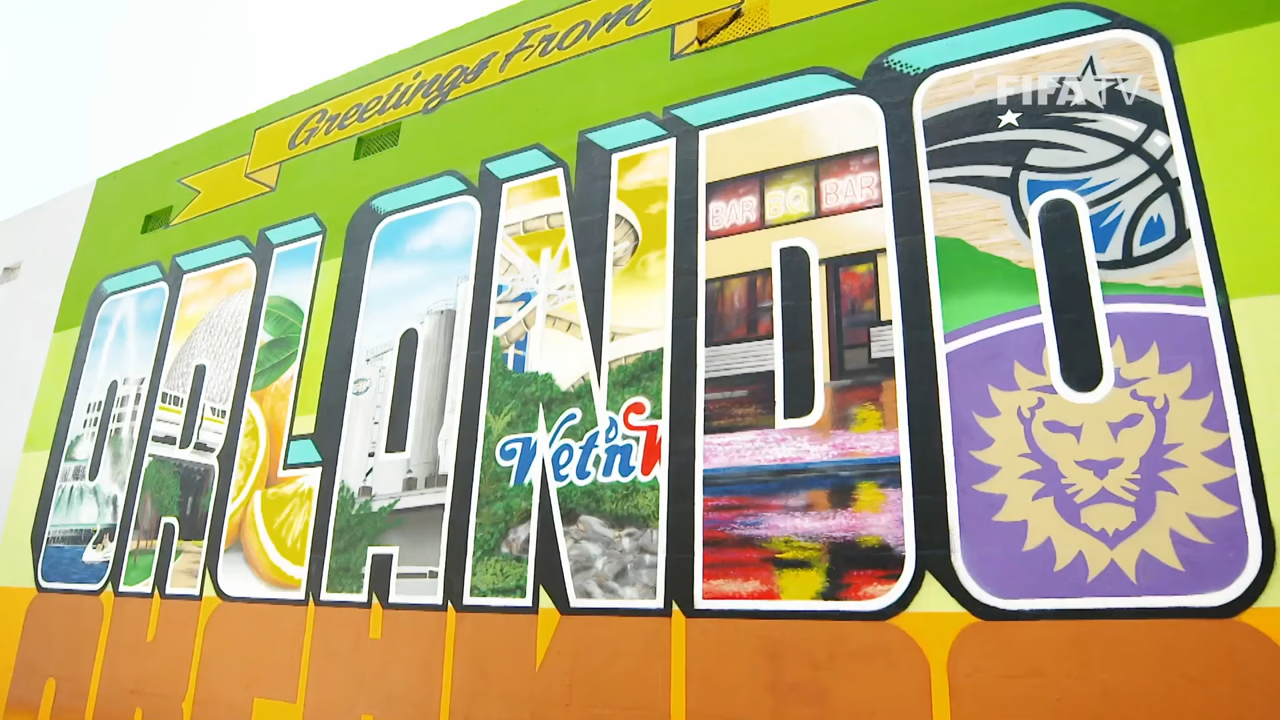 Greetings From
FIFA TV
ORLANDO
BAR BQ BAR
Wet'n W